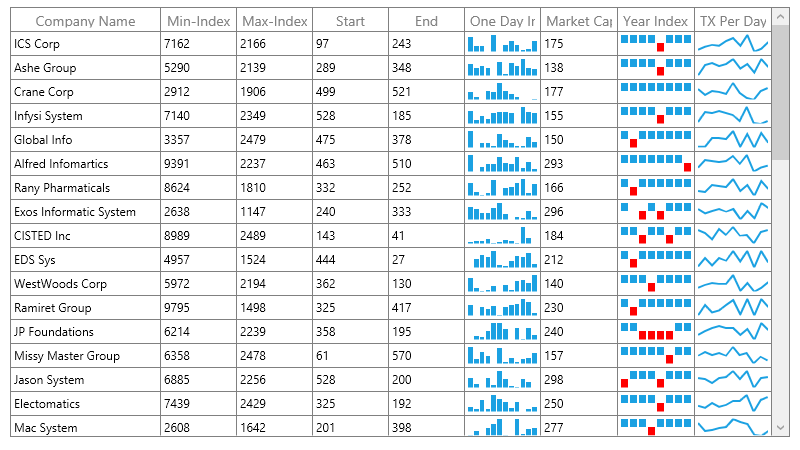 Company Name Min-Index Max-Index Start End One Day Ir Market Cap Year Index TX Per Day
ICS Corp 7162 2166 97 243 175
Ashe Group 5290 2139 289 348 138
Crane Corp 2912 1906 499 521 177
Infysi System 7140 2349 528 185 155
Global Info 3357 2479 475 378 150
Alfred Infomartics 9391 2237 463 510 293
Rany Pharmaticals 8624 1810 332 252 166
Exos Informatic System 2638 1147 240 333 296
CISTED Inc 8989 2489 143 41 184
EDS Sys 4957 1524 444 27 212
WestWoods Corp 5972 2194 362 130 140
Ramiret Group 9795 1498 325 417 230
JP Foundations 6214 2239 358 195 240
Missy Master Group 6358 2478 61 570 157
Jason System 6885 2256 528 200 298
Electomatics 7439 2429 325 192 250
Mac System 2608 1642 201 398 277